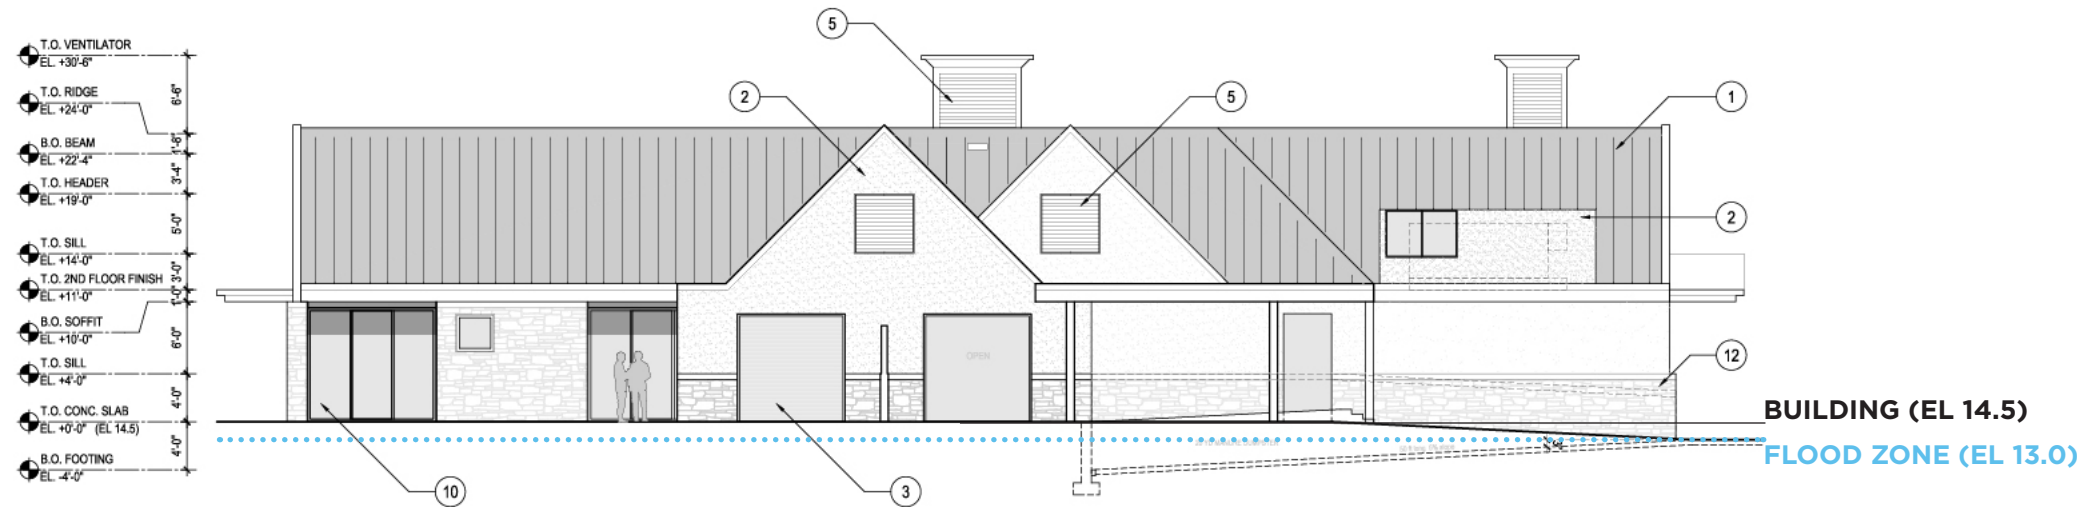 5
T.O. VENTILATOR
EL. +30'-6"
6'-6"
T.O. RIDGE
EL. +24'-0"
2
5
1
1'-8"
B.O. BEAM
EL. +22'-4"
3'-4"
T.O. HEADER
EL. +19'-0"
5'-0"
2
T.O. SILL
EL. +14'-0"
3'-0"
T.O. 2ND FLOOR FINISH
EL. +11'-0"
1'-0"
B.O. SOFFIT
EL. +10'-0"
6'-0"
OPEN
12
T.O. SILL
EL. +4'-0"
4'-0"
T.O. CONC. SLAB
EL. +0'-0" (EL 14.5)
BUILDING (EL 14.5)
4'-0"
FLOOD ZONE (EL 13.0)
B.O. FOOTING
EL. -4'-0"
10
3